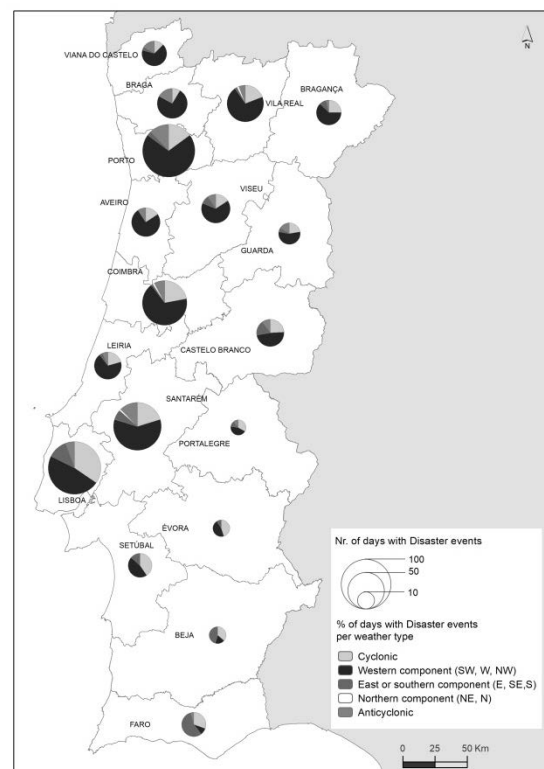 N
VIANA DO CASTELO
BRAGA
VILA REAL
BRAGANÇA
PORTO
AVEIRO
VISEU
GUARDA
COIMBRA
LEIRIA
CASTELO BRANCO
SANTARÉM
PORTALEGRE
LISBOA
ÉVORA
SETÚBAL
BEJA
FARO
Nr. of days with Disaster events
100
50
10
% of days with Disaster events
per weather type
Cyclonic
Western component (SW, W, NW)
East or southern component (E, SE,S)
Northern component (NE, N)
Anticyclonic
0 25 50 Km